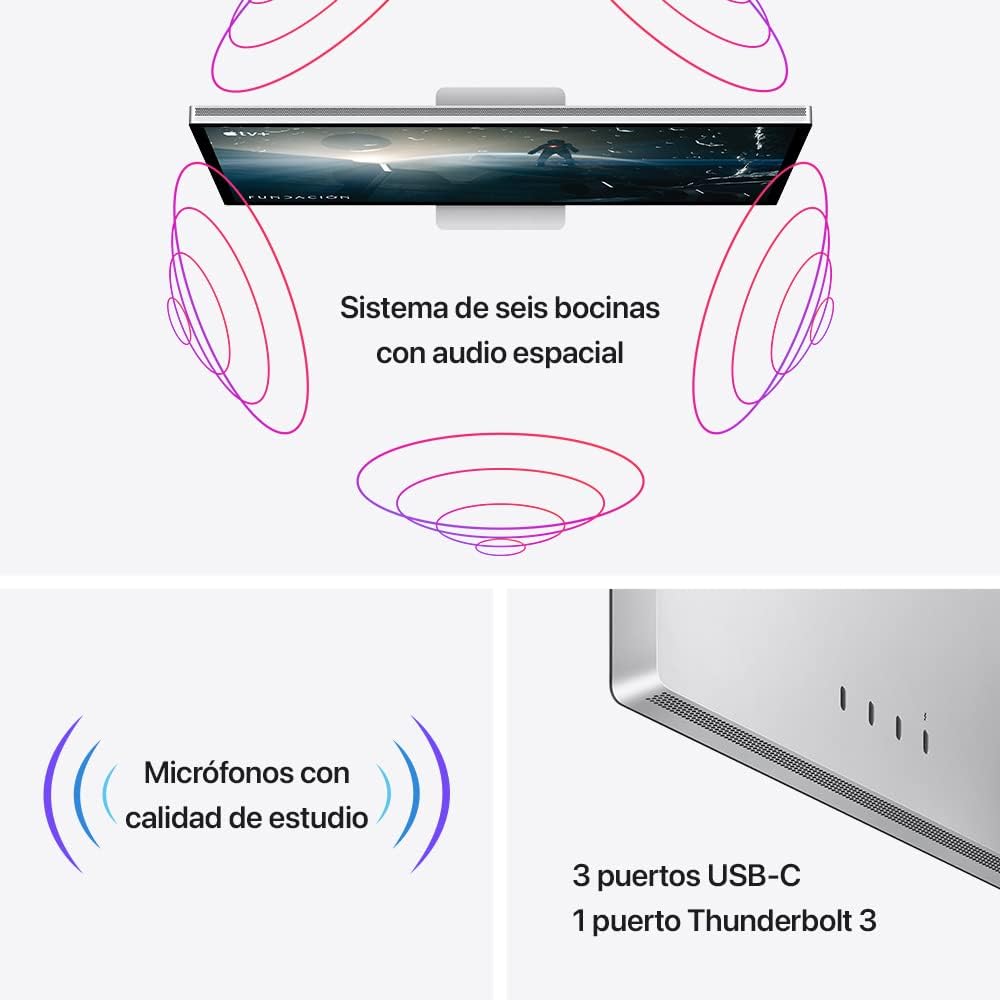 tv+
FUNDACIÓN
Sistema de seis bocinas
con audio espacial
Micrófonos con
calidad de estudio
3 puertos USB-C
1 puerto Thunderbolt 3